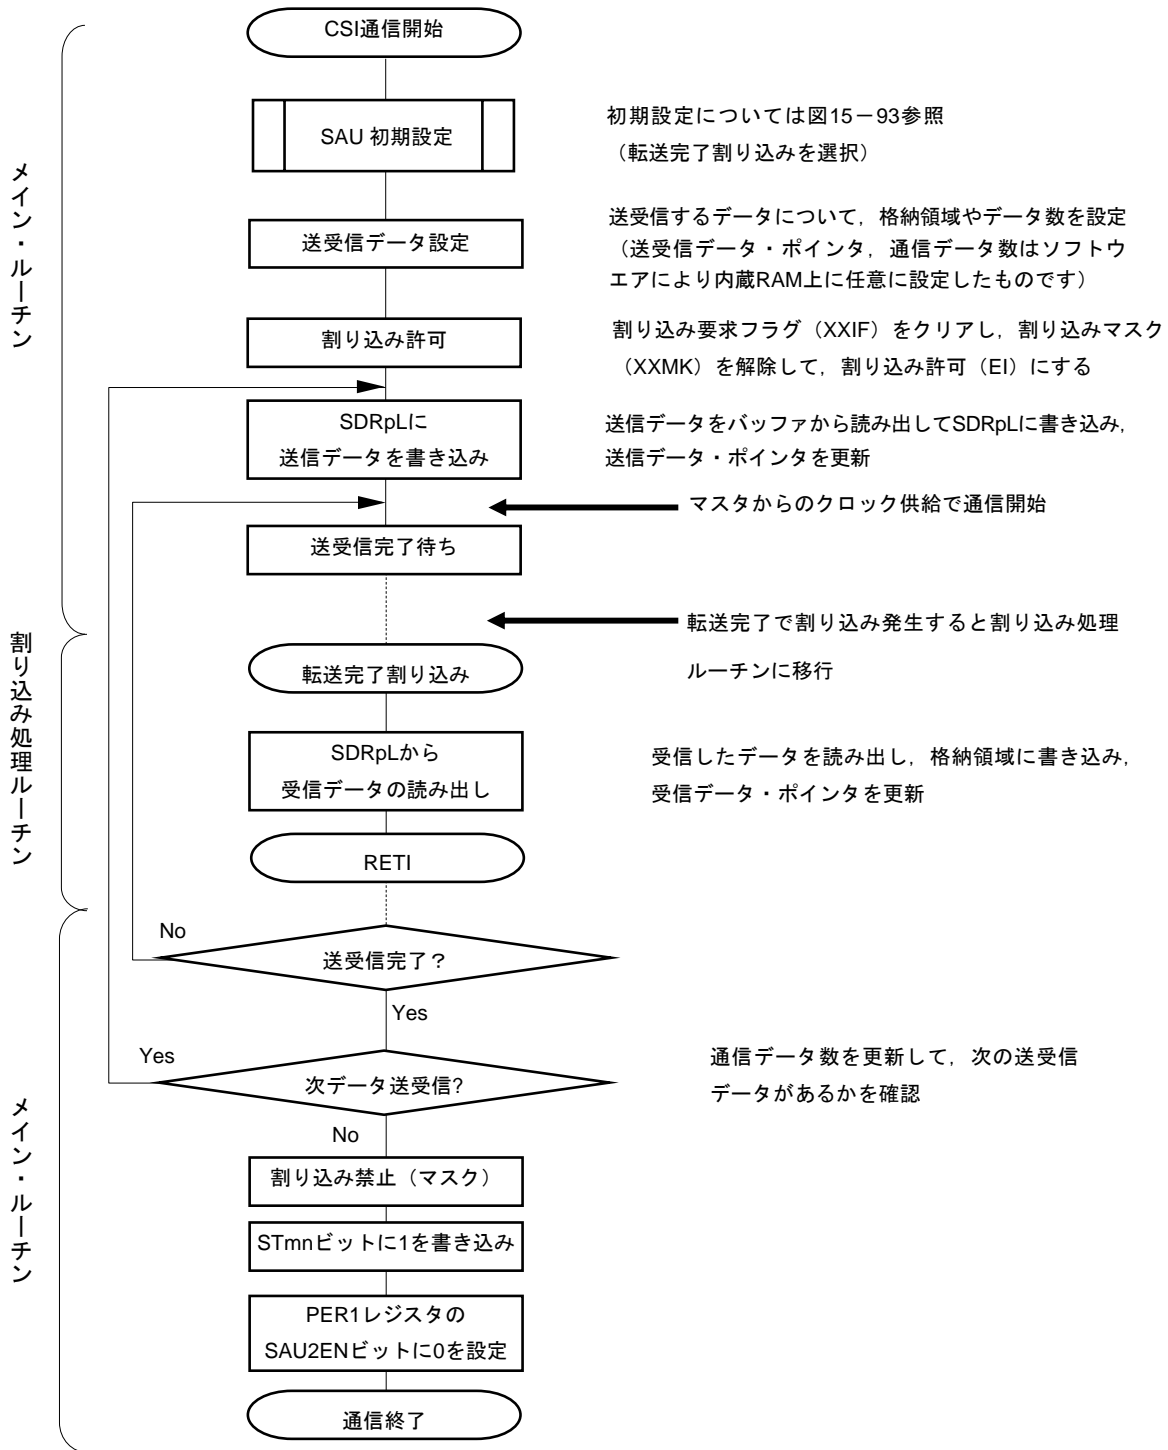 CSI通信開始
SAU 初期設定
初期設定については図15－93参照
（転送完了割り込みを選択）
メイン・ルーチン
送受信データ設定
送受信するデータについて，格納領域やデータ数を設定
（送受信データ・ポインタ，通信データ数はソフトウ
エアにより内蔵RAM上に任意に設定したものです）
割り込み許可
割り込み要求フラグ（XXIF）をクリアし，割り込みマスク
（XXMK）を解除して，割り込み許可（EI）にする
SDRpLに
送信データを書き込み
送信データをバッファから読み出してSDRpLに書き込み，
送信データ・ポインタを更新
マスタからのクロック供給で通信開始
送受信完了待ち
転送完了で割り込み発生すると割り込み処理
ルーチンに移行
割り込み処理ルーチン
転送完了割り込み
SDRpLから
受信データの読み出し
受信したデータを読み出し，格納領域に書き込み，
受信データ・ポインタを更新
RETI
No
送受信完了？
Yes
Yes
次データ送受信?
通信データ数を更新して，次の送受信
データがあるかを確認
No
メイン・ルーチン
割り込み禁止（マスク）
STmnビットに1を書き込み
PER1レジスタの
SAU2ENビットに0を設定
通信終了